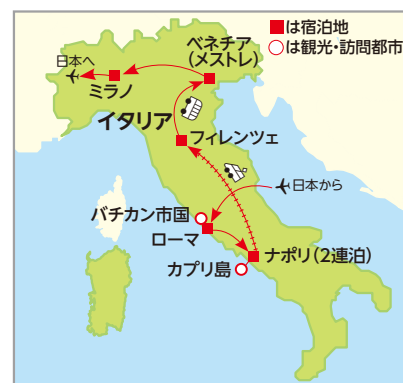 ■は宿泊地
○は観光・訪問都市
ベネチア
(メストレ)
日本へ
ミラノ
イタリア
フィレンツェ
日本から
バチカン市国
ローマ
ナポリ(2連泊)
カプリ島